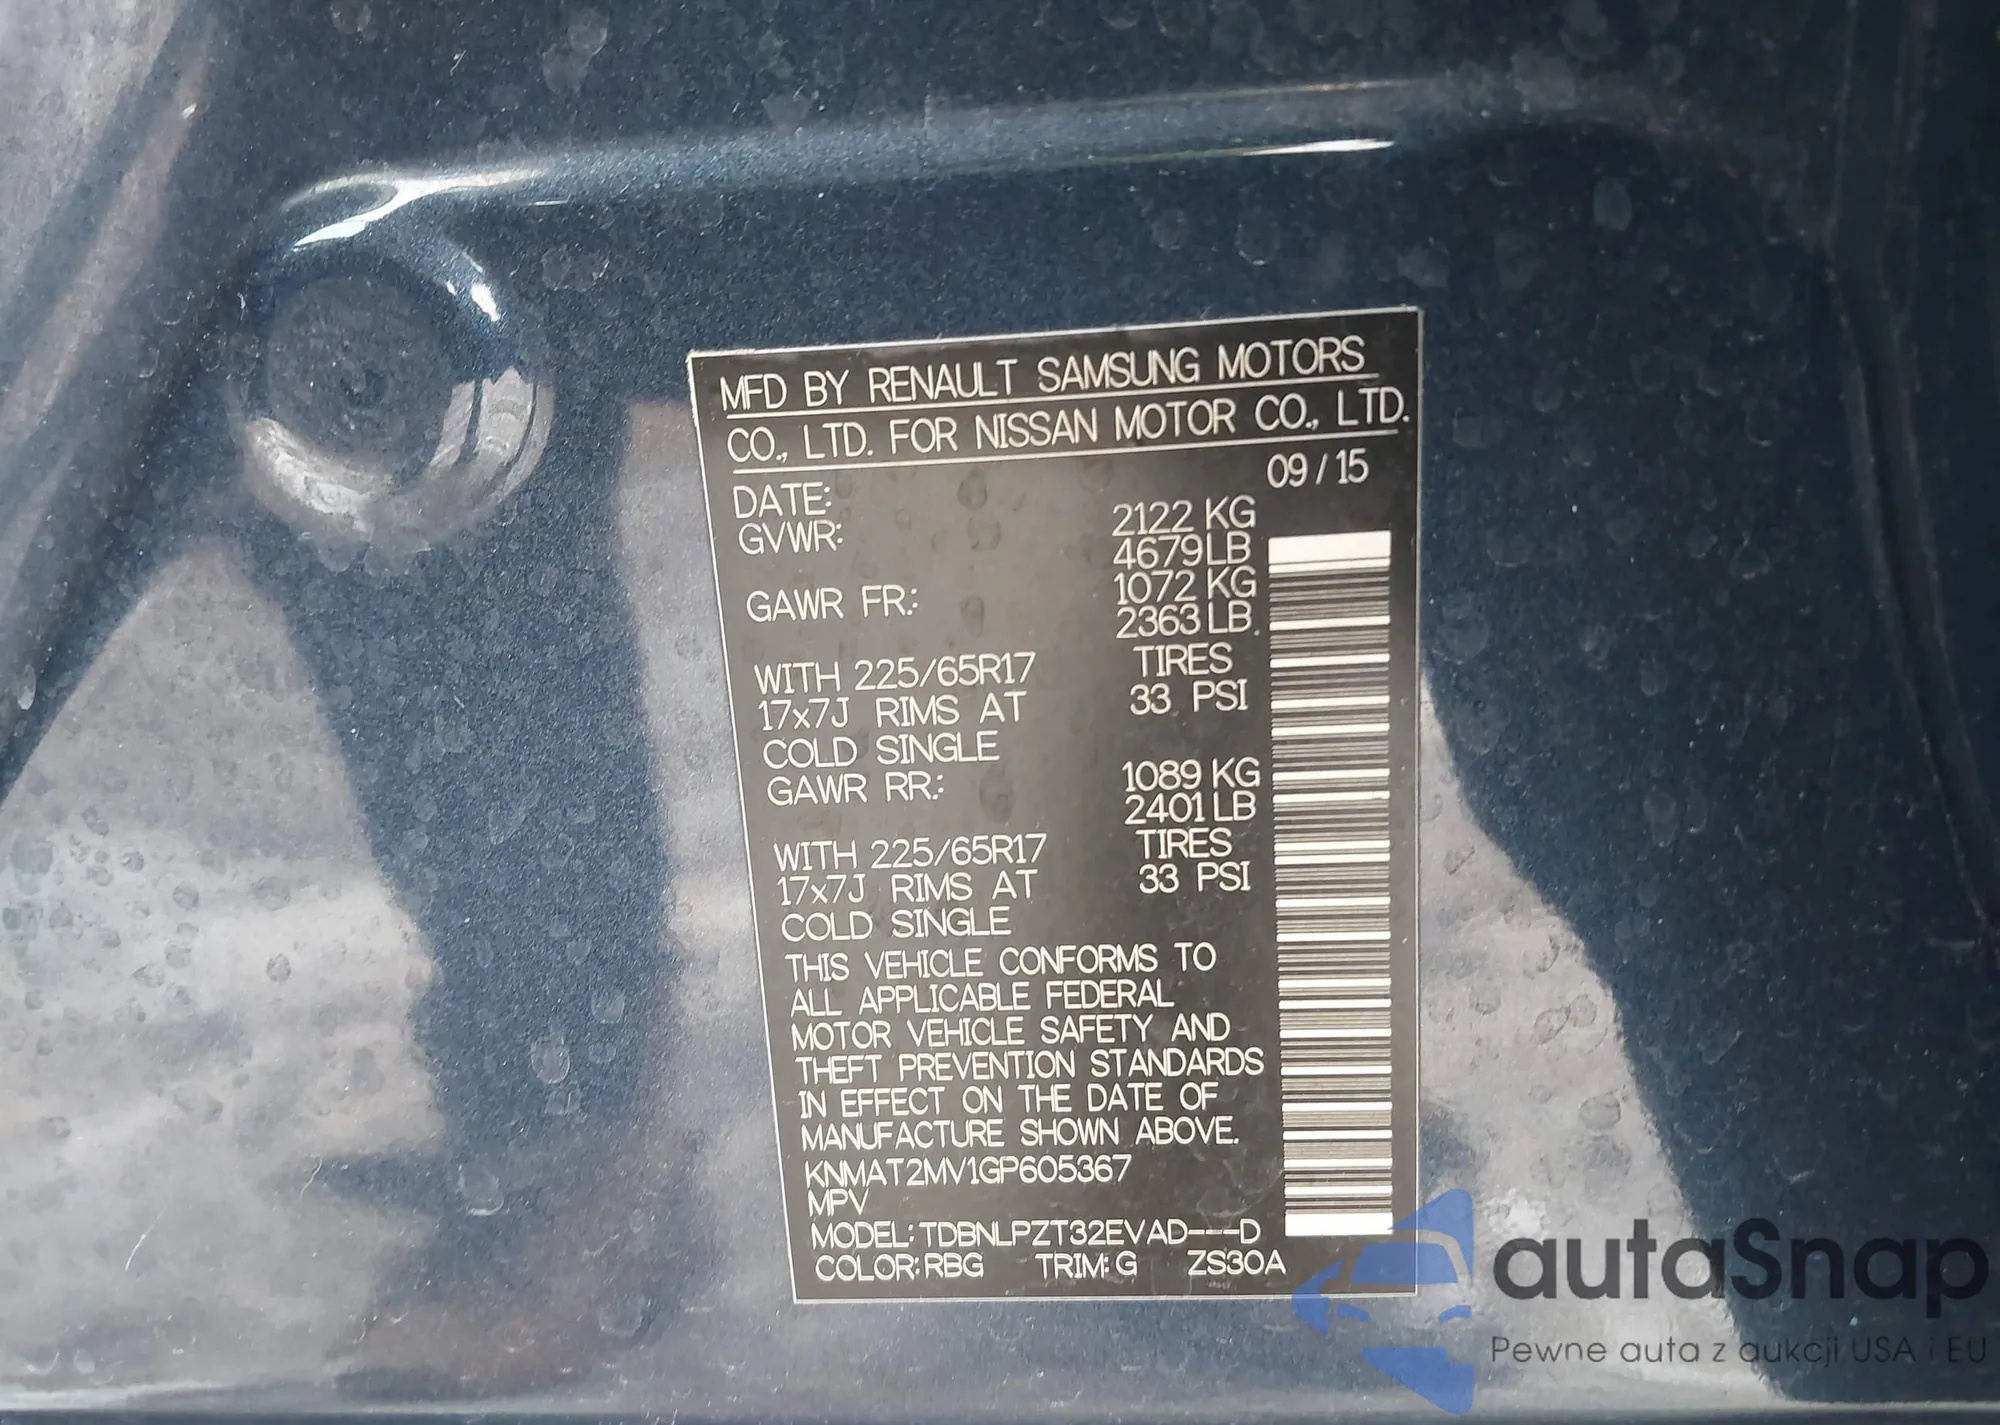 MFD BY RENAULT SAMSUNG MOTORS
CO., LTD. FOR NISSAN MOTOR CO., LTD.
DATE: 09 / 15
GVWR: 2122 KG
4679 LB
GAWR FR.: 1072 KG
2363 LB.
WITH 225/65R17 TIRES
17x7J RIMS AT 33 PSI
COLD SINGLE
GAWR RR.: 1089 KG
2401 LB
WITH 225/65R17 TIRES
17x7J RIMS AT 33 PSI
COLD SINGLE
THIS VEHICLE CONFORMS TO
ALL APPLICABLE FEDERAL
MOTOR VEHICLE SAFETY AND
THEFT PREVENTION STANDARDS
IN EFFECT ON THE DATE OF
MANUFACTURE SHOWN ABOVE.
KNMAT2MV1GP605367
MPV
MODEL: TDBNLPZT32EVAD---D
COLOR: RBG TRIM: G ZS30A
autaSnap
Pewne auta z aukcji USA i EU